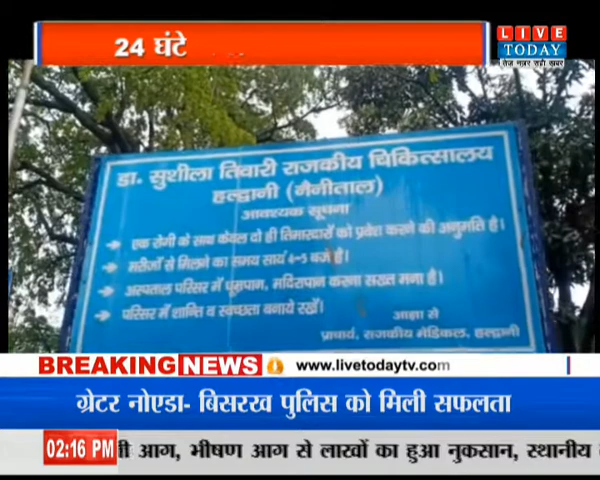 24 घंटे
LIVE
TODAY
तेज नज़र सही खबर
डा. सुशीला तिवारी राजकीय चिकित्सालय
हल्द्वानी (नैनीताल)
आवश्यक सूचना
एक रोगी के साथ केवल दो ही तिमारदारों को प्रवेश करने की अनुमति है।
मरीजों से मिलने का समय सायं 4-5 बजे है।
अस्पताल परिसर में धूम्रपान, मदिरापान करना सख्त मना है।
परिसर में शान्ति व स्वच्छता बनाये रखें।
आज्ञा से
प्राचार्य, राजकीय मेडिकल, हल्द्वानी
BREAKING NEWS
www.livetodaytv.com
ग्रेटर नोएडा- बिसरख पुलिस को मिली सफलता
02:16 PM
आग, भीषण आग से लाखों का हुआ नुकसान, स्थानीय